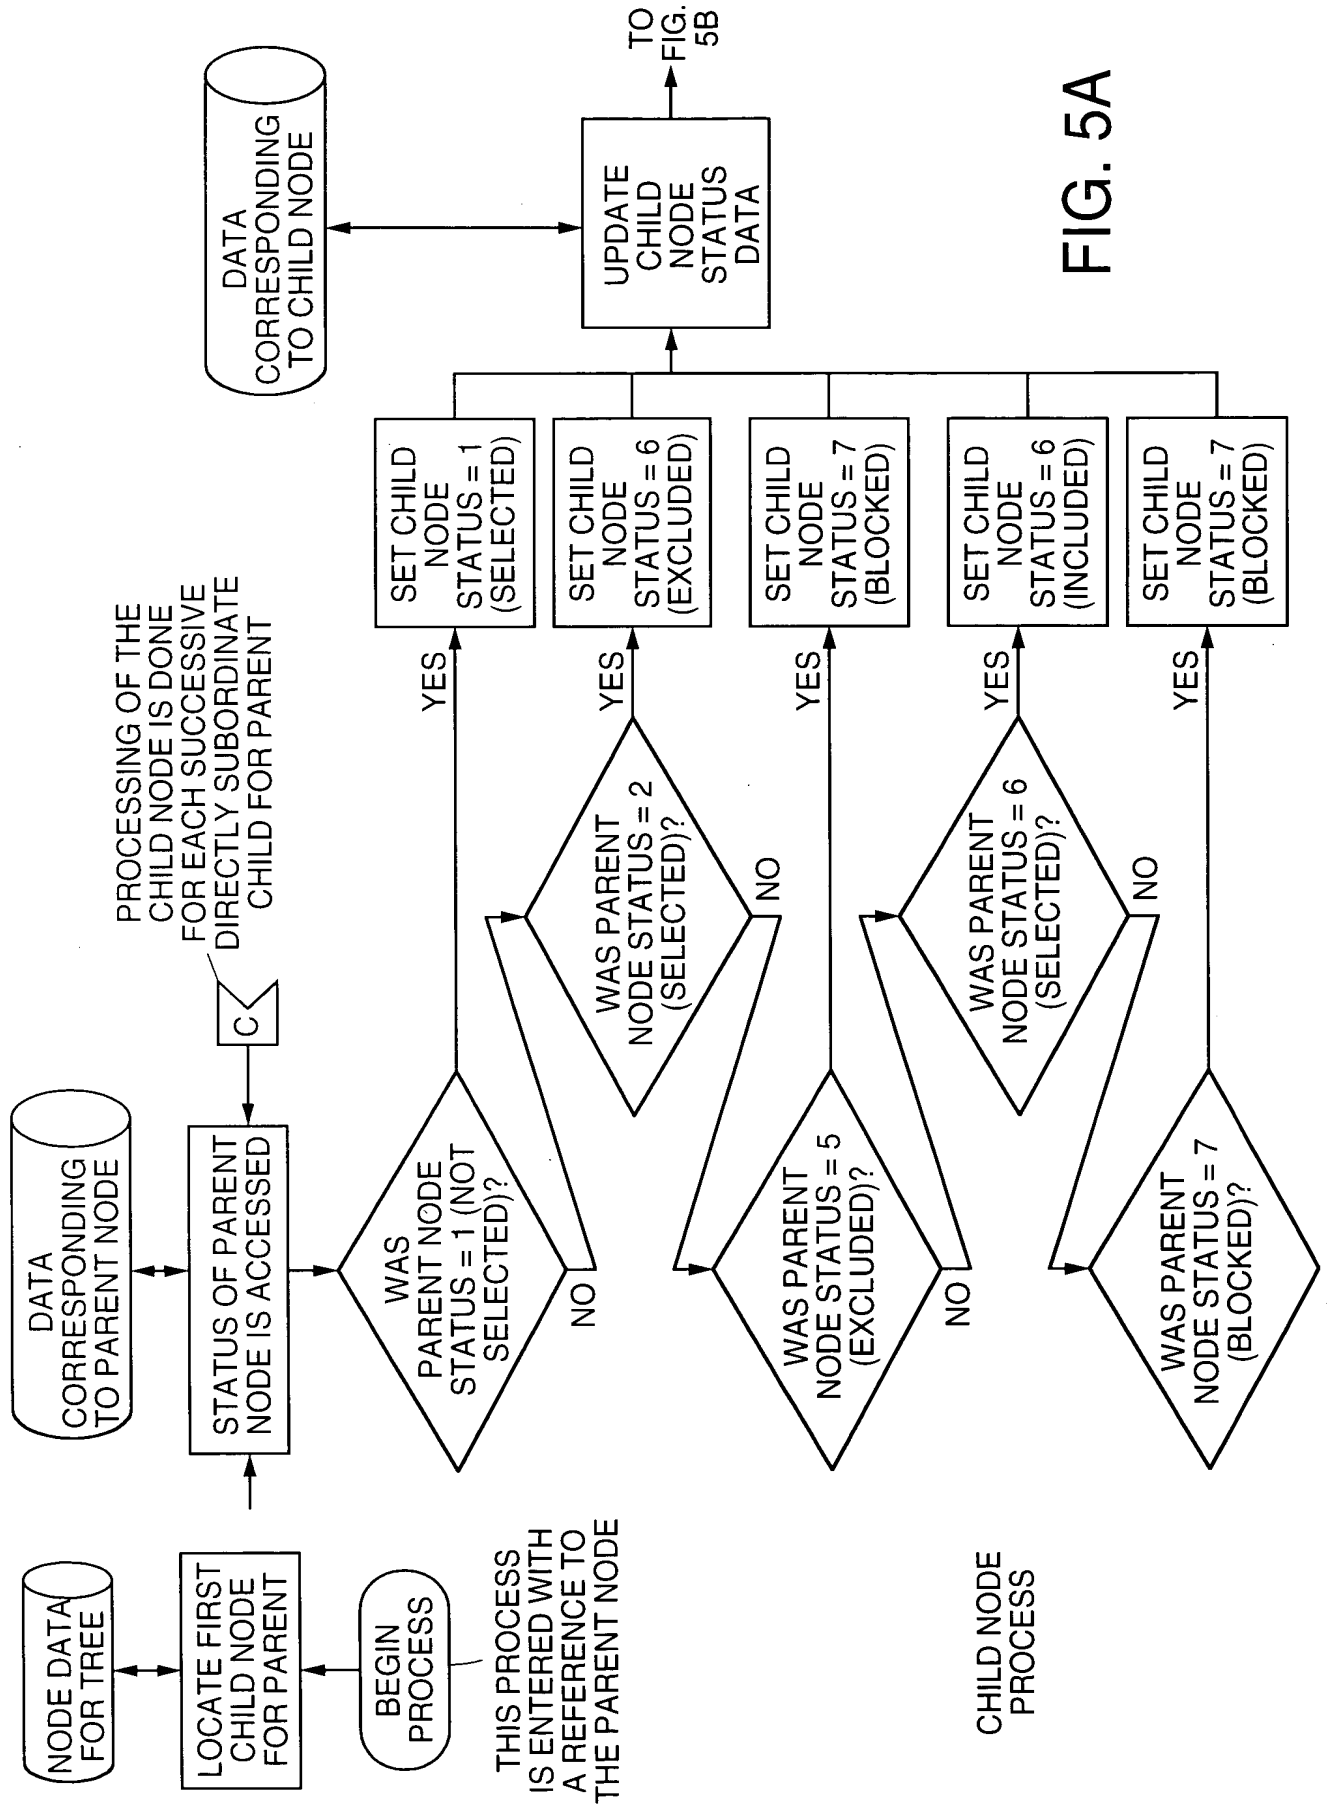 NODE DATA
FOR TREE
LOCATE FIRST
CHILD NODE
FOR PARENT
BEGIN
PROCESS
THIS PROCESS
IS ENTERED WITH
A REFERENCE TO
THE PARENT NODE
CHILD NODE
PROCESS
DATA
CORRESPONDING
TO PARENT NODE
STATUS OF PARENT
NODE IS ACCESSED
C
PROCESSING OF THE
CHILD NODE IS DONE
FOR EACH SUCCESSIVE
DIRECTLY SUBORDINATE
CHILD FOR PARENT
WAS
PARENT NODE
STATUS = 1 (NOT
SELECTED)?
NO
YES
SET CHILD
NODE
STATUS = 1
(SELECTED)
WAS PARENT
NODE STATUS = 2
(SELECTED)?
NO
YES
SET CHILD
NODE
STATUS = 6
(EXCLUDED)
WAS PARENT
NODE STATUS = 5
(EXCLUDED)?
NO
YES
SET CHILD
NODE
STATUS = 7
(BLOCKED)
WAS PARENT
NODE STATUS = 6
(SELECTED)?
NO
YES
SET CHILD
NODE
STATUS = 6
(INCLUDED)
WAS PARENT
NODE STATUS = 7
(BLOCKED)?
YES
SET CHILD
NODE
STATUS = 7
(BLOCKED)
DATA
CORRESPONDING
TO CHILD NODE
UPDATE
CHILD
NODE
STATUS
DATA
TO
FIG.
5B
FIG. 5A